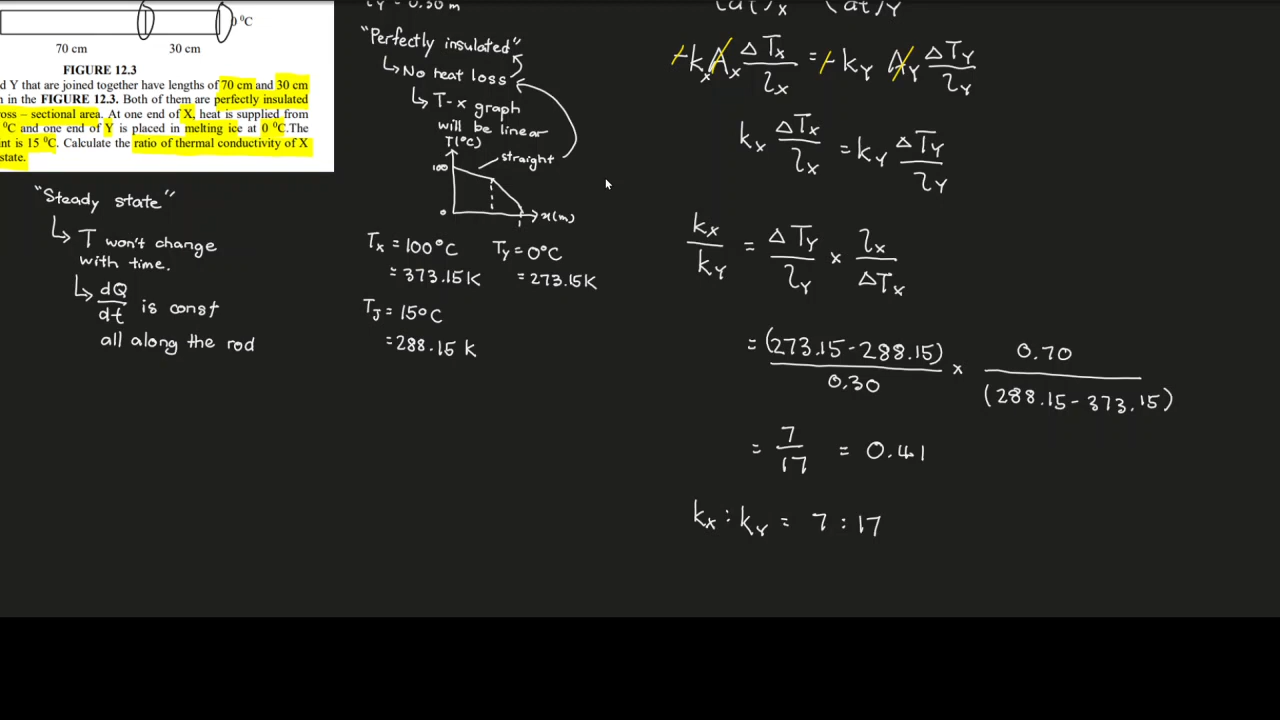 0 °C
70 cm 30 cm
FIGURE 12.3
d Y that are joined together have lengths of 70 cm and 30 cm
n in the FIGURE 12.3. Both of them are perfectly insulated
oss – sectional area. At one end of X, heat is supplied from
°C and one end of Y is placed in melting ice at 0 °C.The
int is 15 °C. Calculate the ratio of thermal conductivity of X
state.
"Steady state"
↳ T won't change
with time.
↳ dQ/dt is const
all along the rod
"Perfectly insulated"
↳ No heat loss
↳ T-x graph
will be linear
T(°C)
straight
100
0
x(m)
Tx = 100°C Ty = 0°C
= 373.15K = 273.15K
TJ = 15°C
= 288.15 K
-kx Ax ΔTx/lx = -ky Ay ΔTy/ly
kx ΔTx/lx = ky ΔTy/ly
kx/ky = ΔTy/ly × lx/ΔTx
= (273.15-288.15)/0.30 × 0.70/(288.15-373.15)
= 7/17 = 0.41
kx : ky = 7 : 17